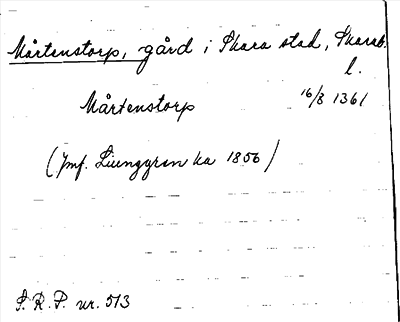 Mårtenstorp, gård i Skara stad, Skarab.
l.
Mårtenstorp 16/8 1361
(Jmf. Ljunggren ka 1856)
S. R. P. nr. 513